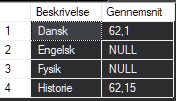 Beskrivelse Gennemsnit
1 Dansk 62,1
2 Engelsk NULL
3 Fysik NULL
4 Historie 62,15